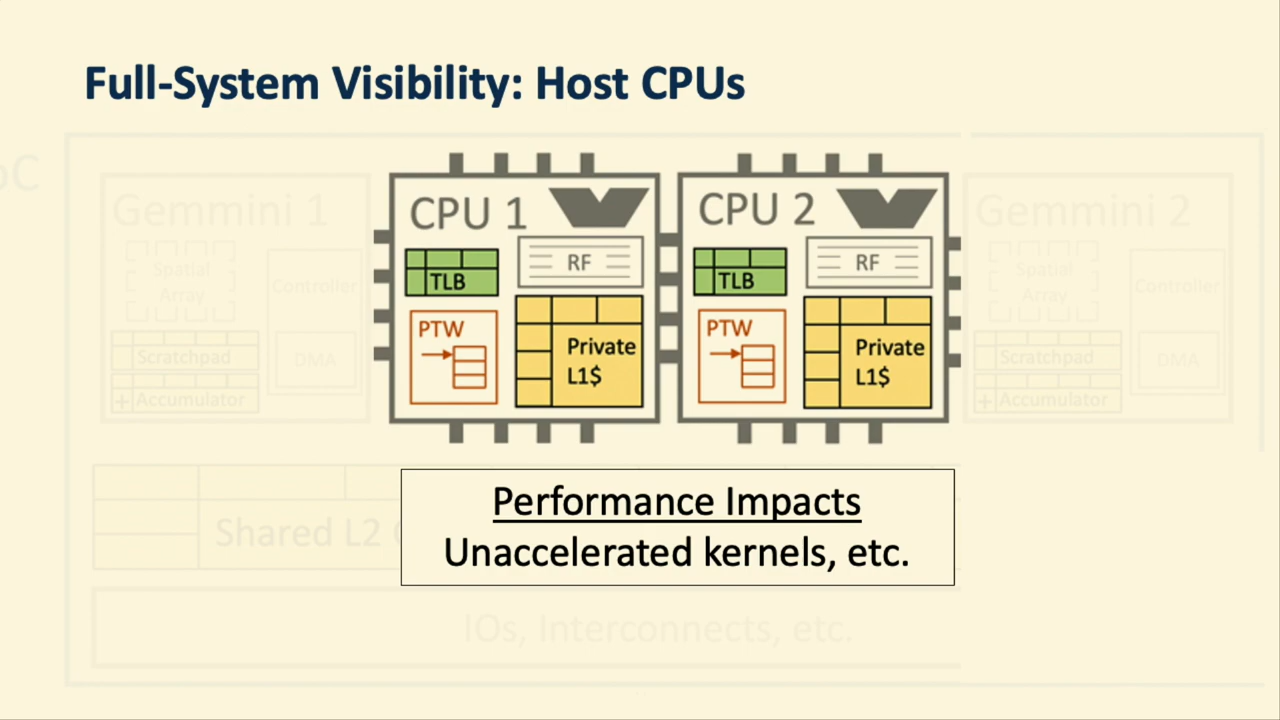 Full-System Visibility: Host CPUs
oC
Gemmini 1
Spatial
Array
Controller
Scratchpad
DMA
+ Accumulator
CPU 1
TLB
RF
PTW
Private
L1$
CPU 2
TLB
RF
PTW
Private
L1$
Gemmini 2
Spatial
Array
Controller
Scratchpad
DMA
+ Accumulator
Shared L2
Performance Impacts
Unaccelerated kernels, etc.
IOs, Interconnects, etc.